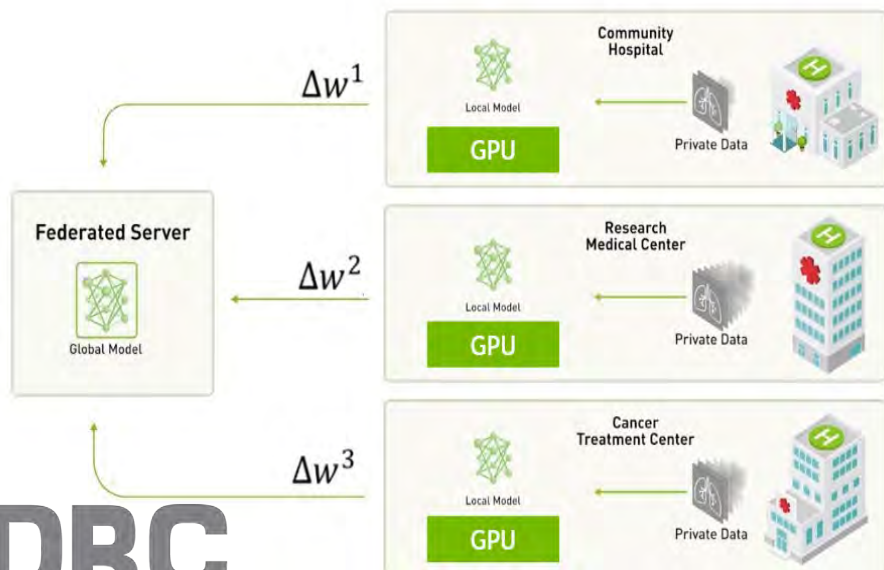 Community
Hospital
Δw¹
Local Model
GPU
Private Data
H
Federated Server
Global Model
Research
Medical Center
Δw²
Local Model
GPU
Private Data
H
Cancer
Treatment Center
Δw³
Local Model
GPU
Private Data
H
DRC